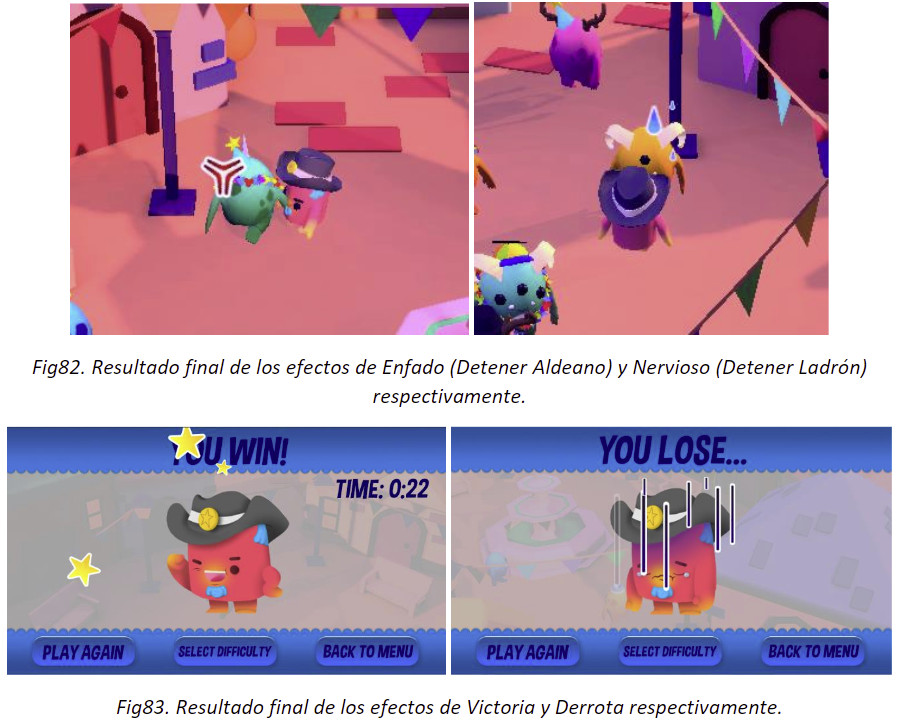 Fig82. Resultado final de los efectos de Enfado (Detener Aldeano) y Nervioso (Detener Ladrón)
respectivamente.
YOU WIN!
TIME: 0:22
PLAY AGAIN
SELECT DIFFICULTY
BACK TO MENU
YOU LOSE...
PLAY AGAIN
SELECT DIFFICULTY
BACK TO MENU
Fig83. Resultado final de los efectos de Victoria y Derrota respectivamente.